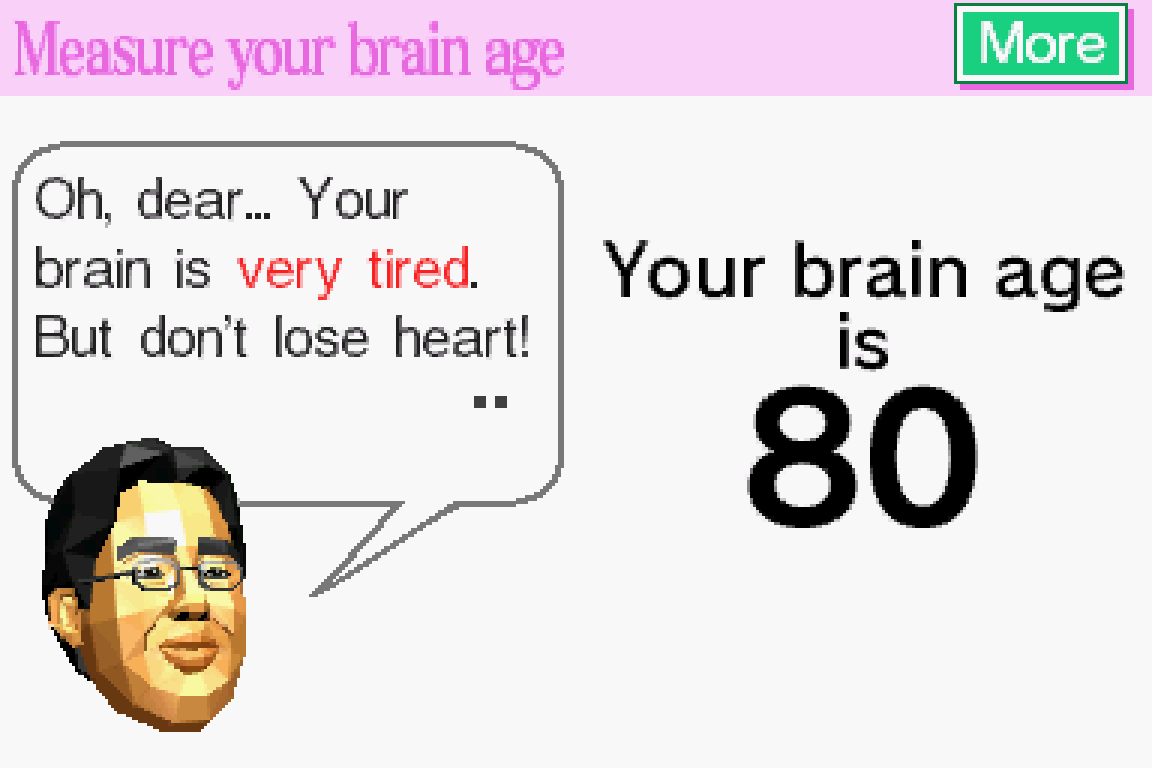 Measure your brain age
More
Oh, dear... Your
brain is very tired.
But don't lose heart!
Your brain age
is
80